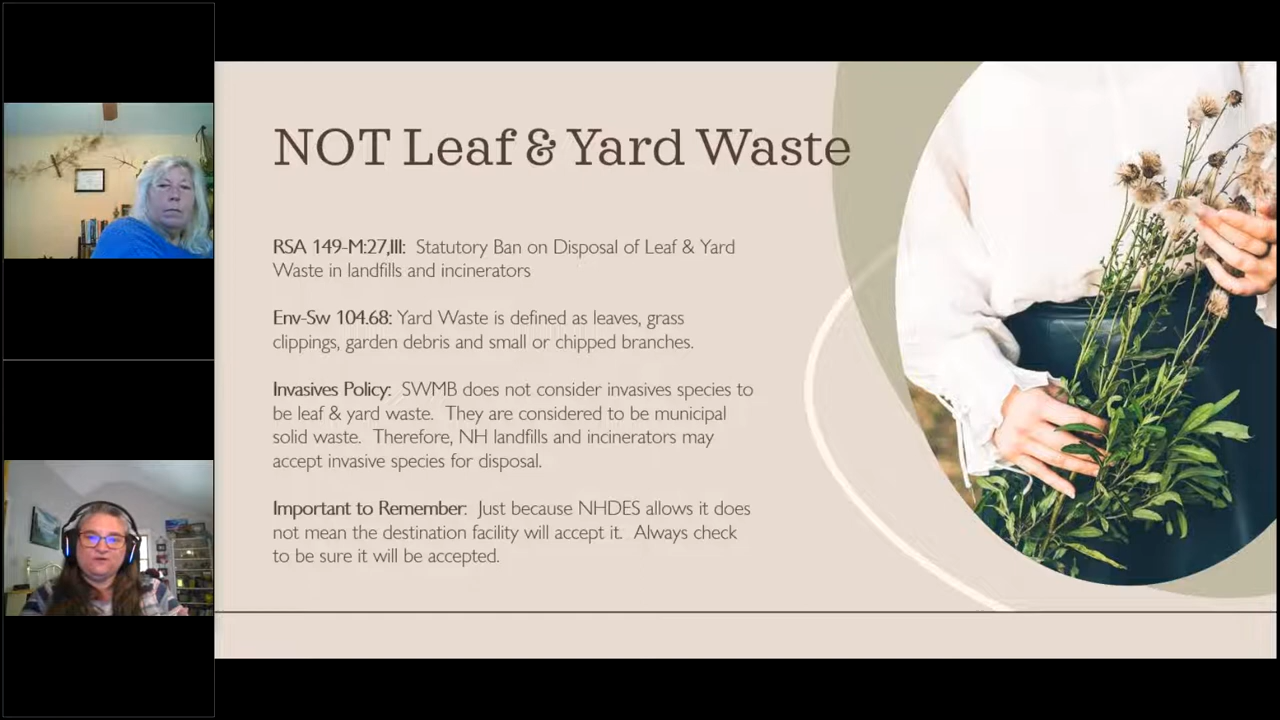 NOT Leaf & Yard Waste
RSA 149-M:27,III: Statutory Ban on Disposal of Leaf & Yard
Waste in landfills and incinerators
Env-Sw 104.68: Yard Waste is defined as leaves, grass
clippings, garden debris and small or chipped branches.
Invasives Policy: SWMB does not consider invasives species to
be leaf & yard waste. They are considered to be municipal
solid waste. Therefore, NH landfills and incinerators may
accept invasive species for disposal.
Important to Remember: Just because NHDES allows it does
not mean the destination facility will accept it. Always check
to be sure it will be accepted.